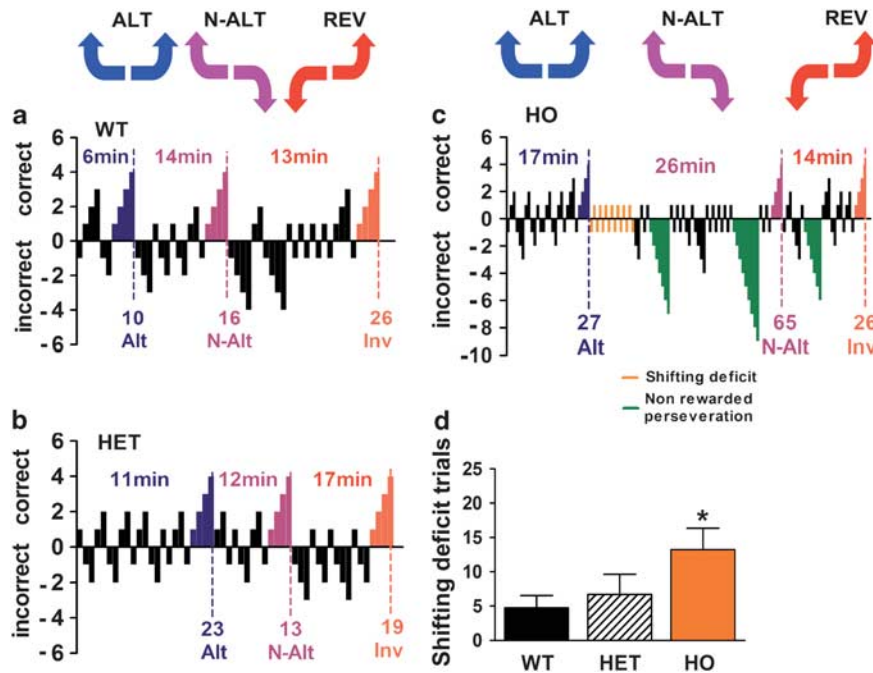 ALT N-ALT REV
ALT N-ALT REV
a
WT
correct
incorrect
6
4
2
0
-2
-4
-6
6min 14min 13min
10 16 26
Alt N-Alt Inv
c
HO
correct
incorrect
6
4
2
0
-2
-4
-6
-8
-10
17min 26min 14min
27 65 26
Alt N-Alt Inv
Shifting deficit
Non rewarded
perseveration
b
HET
correct
incorrect
6
4
2
0
-2
-4
-6
11min 12min 17min
23 13 19
Alt N-Alt Inv
d
Shifting deficit trials
25
20
15
10
5
0
*
WT HET HO